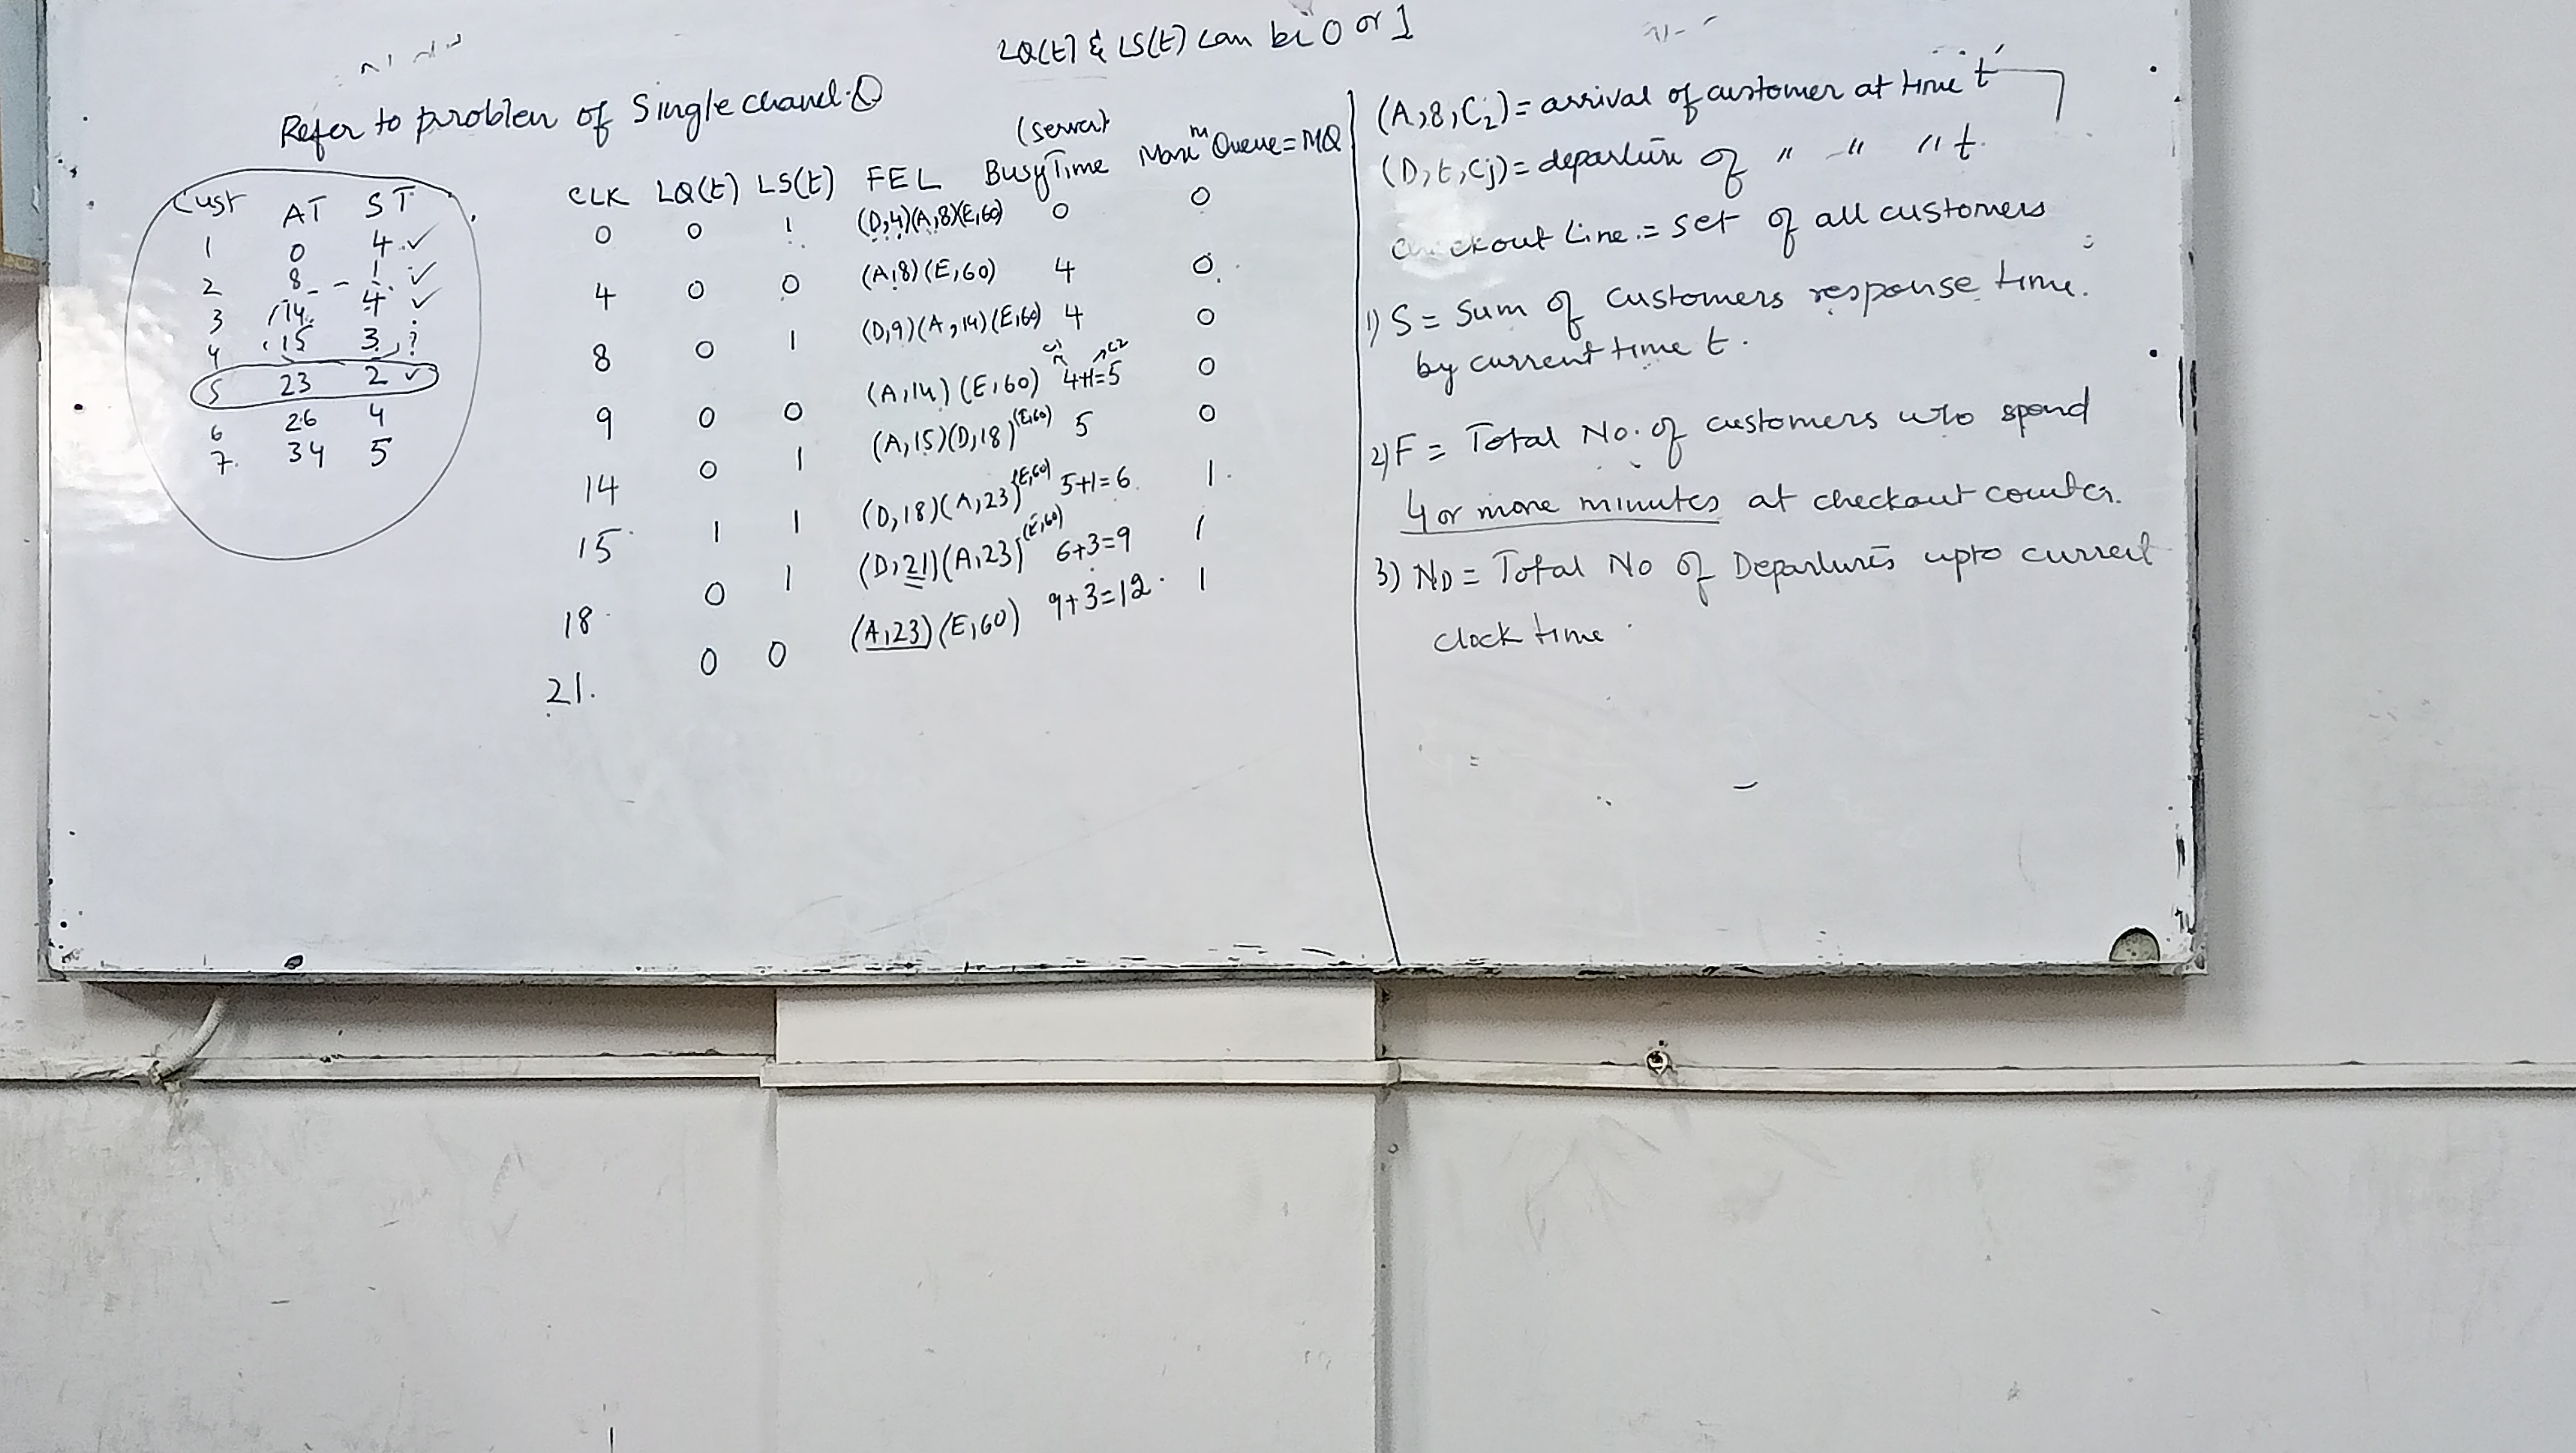 LQ(t) & LS(t) can be 0 or 1
Refer to problem of Single chanel Q
Cust AT ST
1 0 4 ✓
2 8 - - 1 ✓
3 14 4 ✓
4 15 3 ?
5 23 2 ✓
6 26 4
7. 34 5
CLK LQ(t) LS(t) FEL (server) Busy Time Maxm Queue = MQ
0 0 1 (D,4)(A,8)(E,60) 0 0
4 0 0 (A,8)(E,60) 4 0
8 0 1 (D,9)(A,14)(E,60) 4 0
C1 C2
9 0 0 (A,14)(E,60) 4+1=5 0
14 0 1 (A,15)(D,18)(E,60) 5 0
15 1 1 (D,18)(A,23)(E,60) 5+1=6 1
18 0 1 (D,21)(A,23)(E,60) 6+3=9 1
21. 0 0 (A,23)(E,60) 9+3=12 1
(A,8,C2) = arrival of customer at time t
(D,t,Cj) = departure of " " " t.
checkout Line = set of all customers
1) S = Sum of customers response time.
by current time t.
2) F = Total No. of customers who spend
4 or more minutes at checkout counter.
3) ND = Total No of Departures upto current
clock time